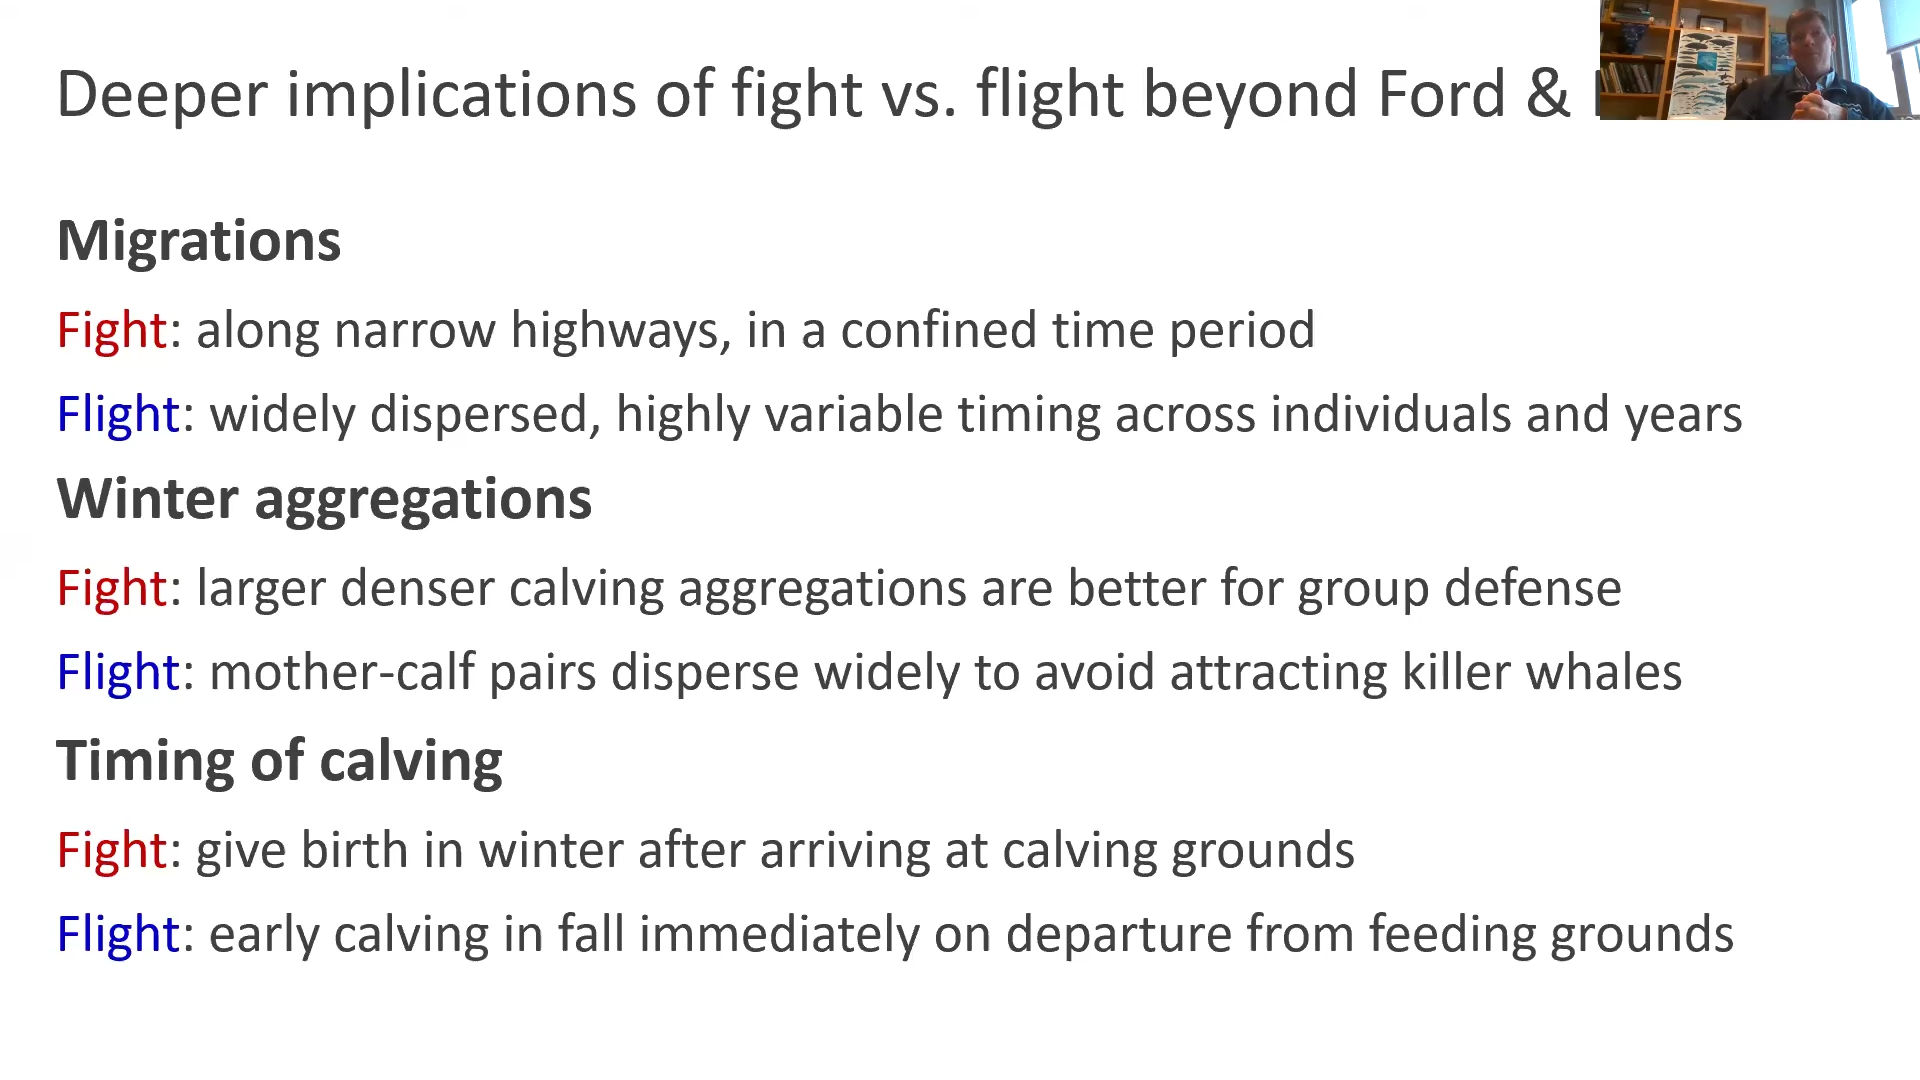 Deeper implications of fight vs. flight beyond Ford &
Migrations
Fight: along narrow highways, in a confined time period
Flight: widely dispersed, highly variable timing across individuals and years
Winter aggregations
Fight: larger denser calving aggregations are better for group defense
Flight: mother-calf pairs disperse widely to avoid attracting killer whales
Timing of calving
Fight: give birth in winter after arriving at calving grounds
Flight: early calving in fall immediately on departure from feeding grounds